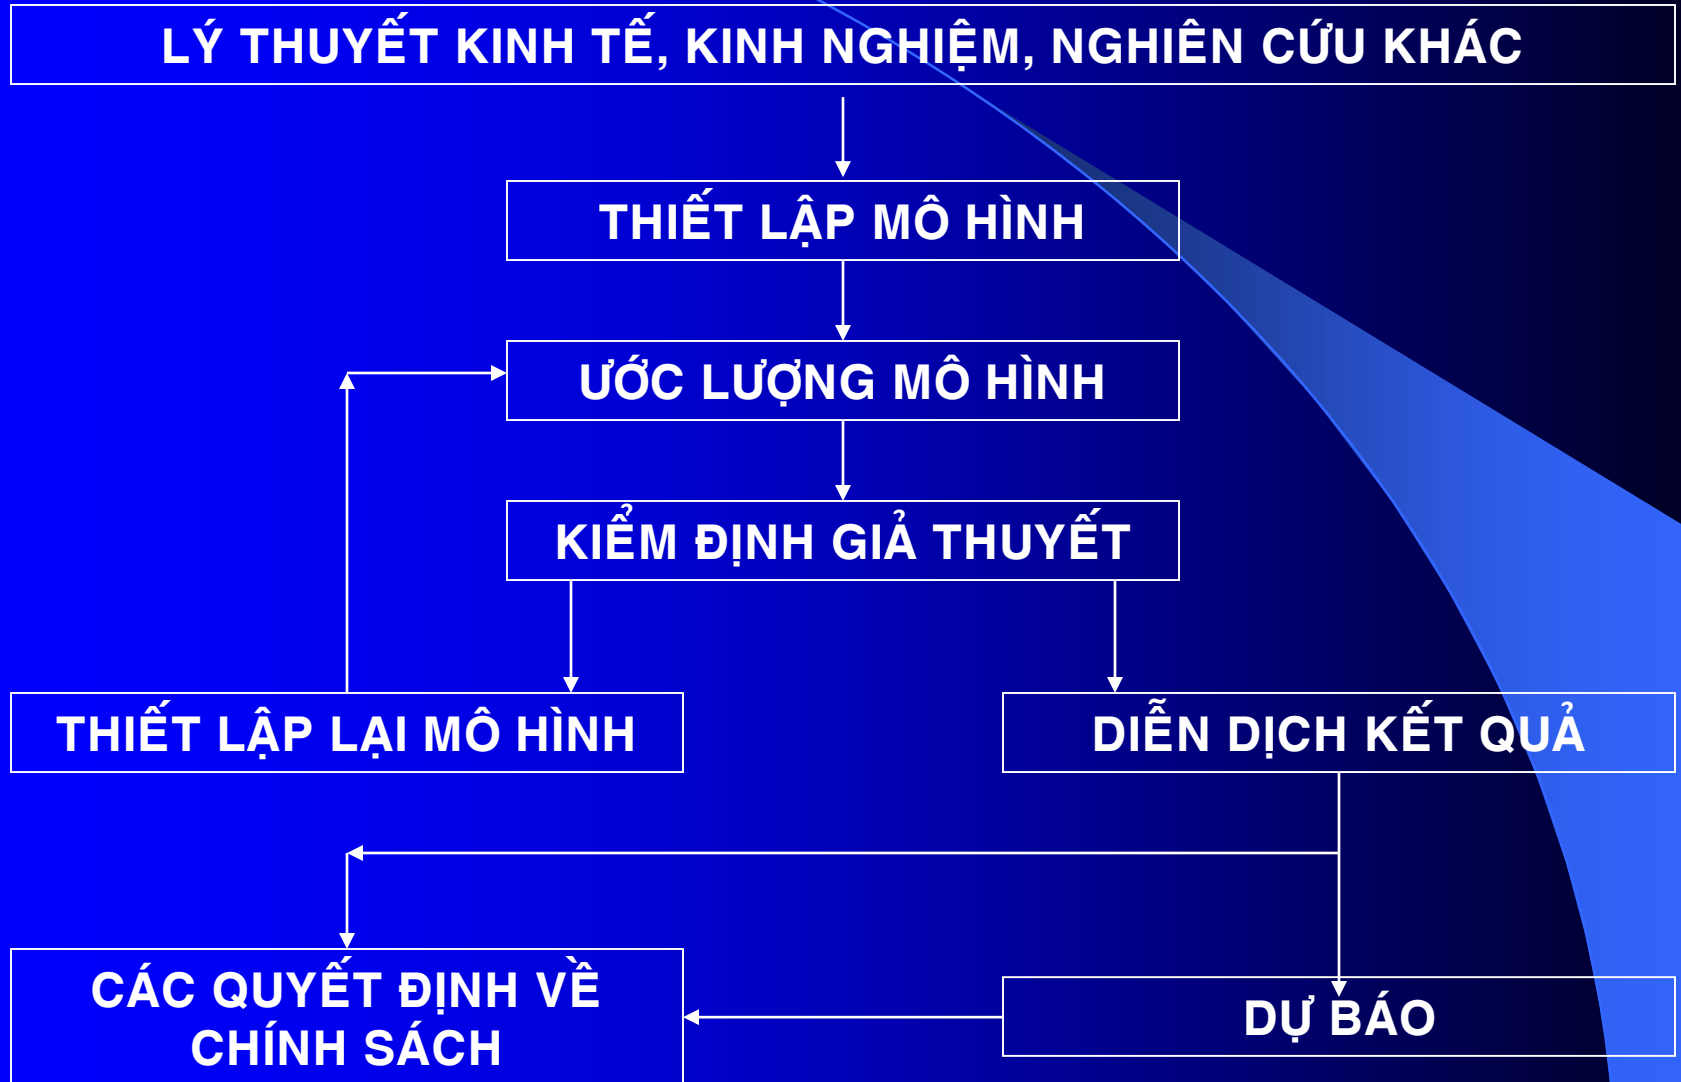 LÝ THUYẾT KINH TẾ, KINH NGHIỆM, NGHIÊN CỨU KHÁC
THIẾT LẬP MÔ HÌNH
ƯỚC LƯỢNG MÔ HÌNH
KIỂM ĐỊNH GIẢ THUYẾT
THIẾT LẬP LẠI MÔ HÌNH
DIỄN DỊCH KẾT QUẢ
CÁC QUYẾT ĐỊNH VỀ
CHÍNH SÁCH
DỰ BÁO